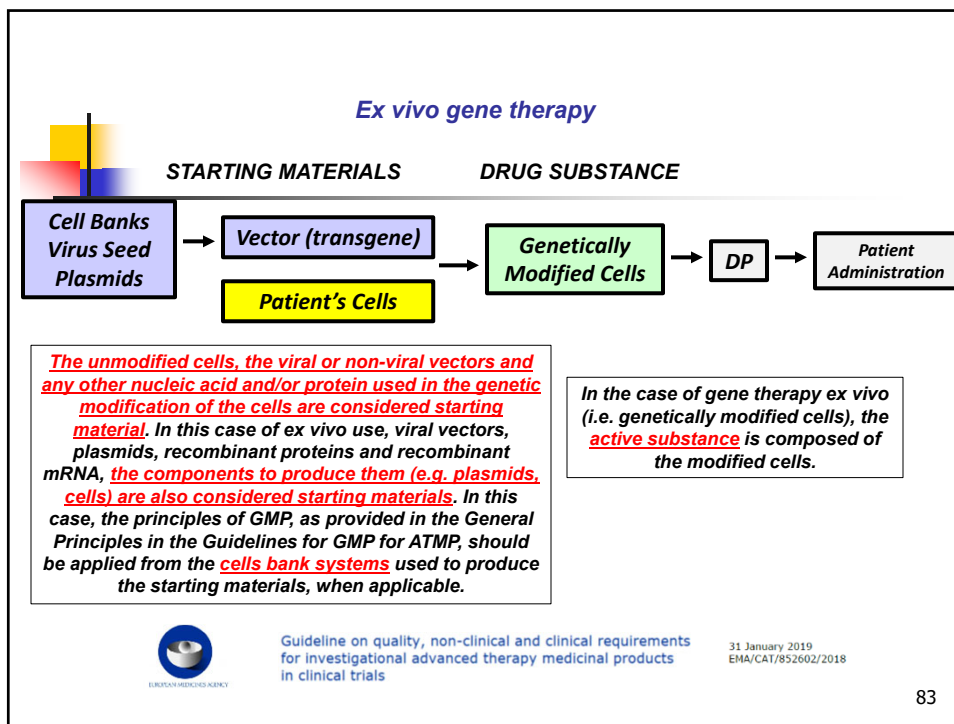 Ex vivo gene therapy
STARTING MATERIALS
DRUG SUBSTANCE
Cell Banks
Virus Seed
Plasmids
Vector (transgene)
Patient's Cells
Genetically
Modified Cells
DP
Patient
Administration
The unmodified cells, the viral or non-viral vectors and
any other nucleic acid and/or protein used in the genetic
modification of the cells are considered starting
material. In this case of ex vivo use, viral vectors,
plasmids, recombinant proteins and recombinant
mRNA, the components to produce them (e.g. plasmids,
cells) are also considered starting materials. In this
case, the principles of GMP, as provided in the General
Principles in the Guidelines for GMP for ATMP, should
be applied from the cells bank systems used to produce
the starting materials, when applicable.
In the case of gene therapy ex vivo
(i.e. genetically modified cells), the
active substance is composed of
the modified cells.
EUROPEAN MEDICINES AGENCY
Guideline on quality, non-clinical and clinical requirements
for investigational advanced therapy medicinal products
in clinical trials
31 January 2019
EMA/CAT/852602/2018
83